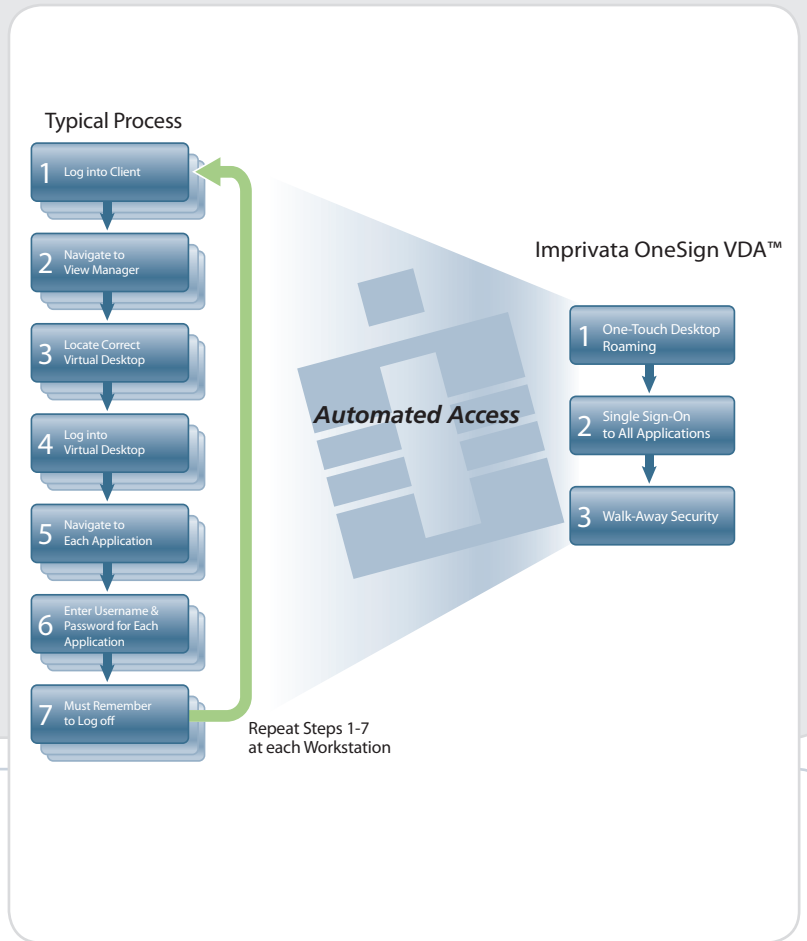 Typical Process
1 Log into Client
2 Navigate to
View Manager
3 Locate Correct
Virtual Desktop
4 Log into
Virtual Desktop
5 Navigate to
Each Application
6 Enter Username &
Password for Each
Application
7 Must Remember
to Log off
Repeat Steps 1-7
at each Workstation
Automated Access
Imprivata OneSign VDA™
1 One-Touch Desktop
Roaming
2 Single Sign-On
to All Applications
3 Walk-Away Security